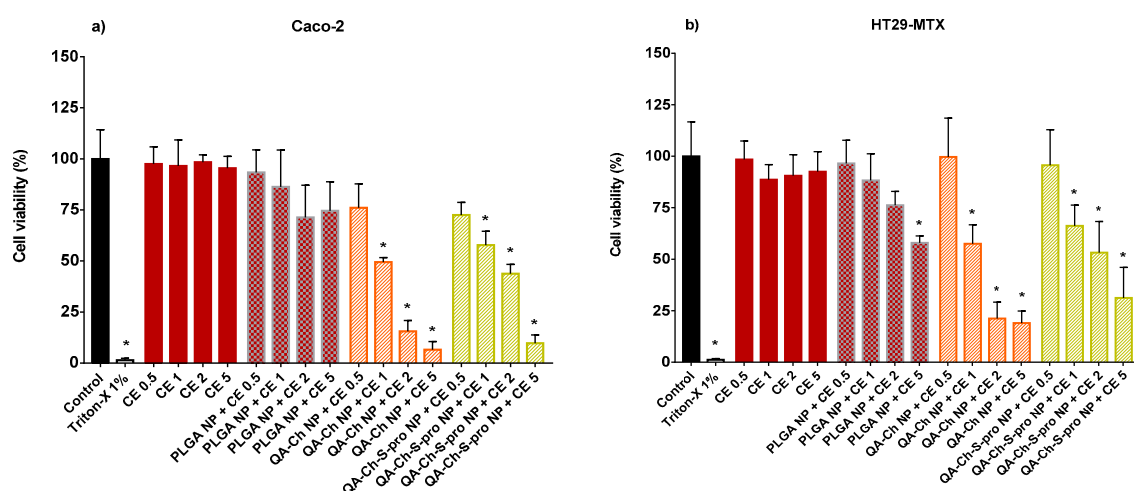 a)
Caco-2
Cell viability (%)
150
125
100
75
50
25
0
*
*
*
*
*
*
*
Control
Triton-X 1%
CE 0.5
CE 1
CE 2
CE 5
PLGA NP + CE 0.5
PLGA NP + CE 1
PLGA NP + CE 2
PLGA NP + CE 5
QA-Ch NP + CE 0.5
QA-Ch NP + CE 1
QA-Ch NP + CE 2
QA-Ch NP + CE 5
QA-Ch-S-pro NP + CE 0.5
QA-Ch-S-pro NP + CE 1
QA-Ch-S-pro NP + CE 2
QA-Ch-S-pro NP + CE 5
b)
HT29-MTX
Cell viability (%)
150
125
100
75
50
25
0
*
*
*
*
*
*
*
*
Control
Triton-X 1%
CE 0.5
CE 1
CE 2
CE 5
PLGA NP + CE 0.5
PLGA NP + CE 1
PLGA NP + CE 2
PLGA NP + CE 5
QA-Ch NP + CE 0.5
QA-Ch NP + CE 1
QA-Ch NP + CE 2
QA-Ch NP + CE 5
QA-Ch-S-pro NP + CE 0.5
QA-Ch-S-pro NP + CE 1
QA-Ch-S-pro NP + CE 2
QA-Ch-S-pro NP + CE 5